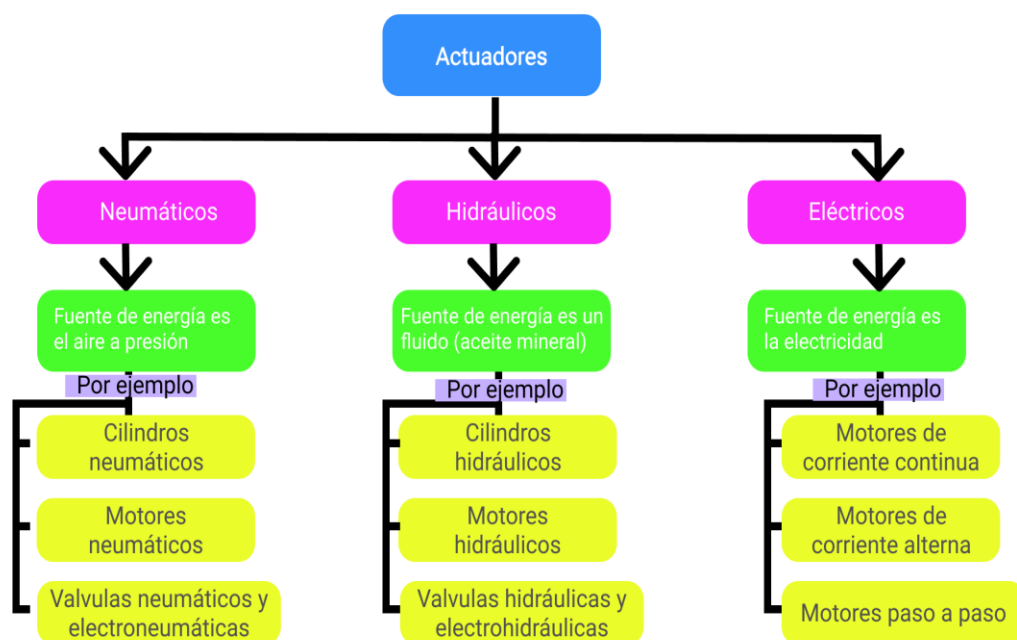 Actuadores
Neumáticos
Hidráulicos
Eléctricos
Fuente de energía es
el aire a presión
Fuente de energía es un
fluido (aceite mineral)
Fuente de energía es
la electricidad
Por ejemplo
Por ejemplo
Por ejemplo
Cilindros
neumáticos
Cilindros
hidráulicos
Motores de
corriente continua
Motores
neumáticos
Motores
hidráulicos
Motores de
corriente alterna
Valvulas neumáticos y
electroneumáticas
Valvulas hidráulicas y
electrohidráulicas
Motores paso a paso